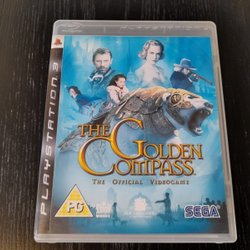 PLAYSTATION 3
THE GOLDEN
COMPASS
THE OFFICIAL VIDEOGAME
PG
SEGA